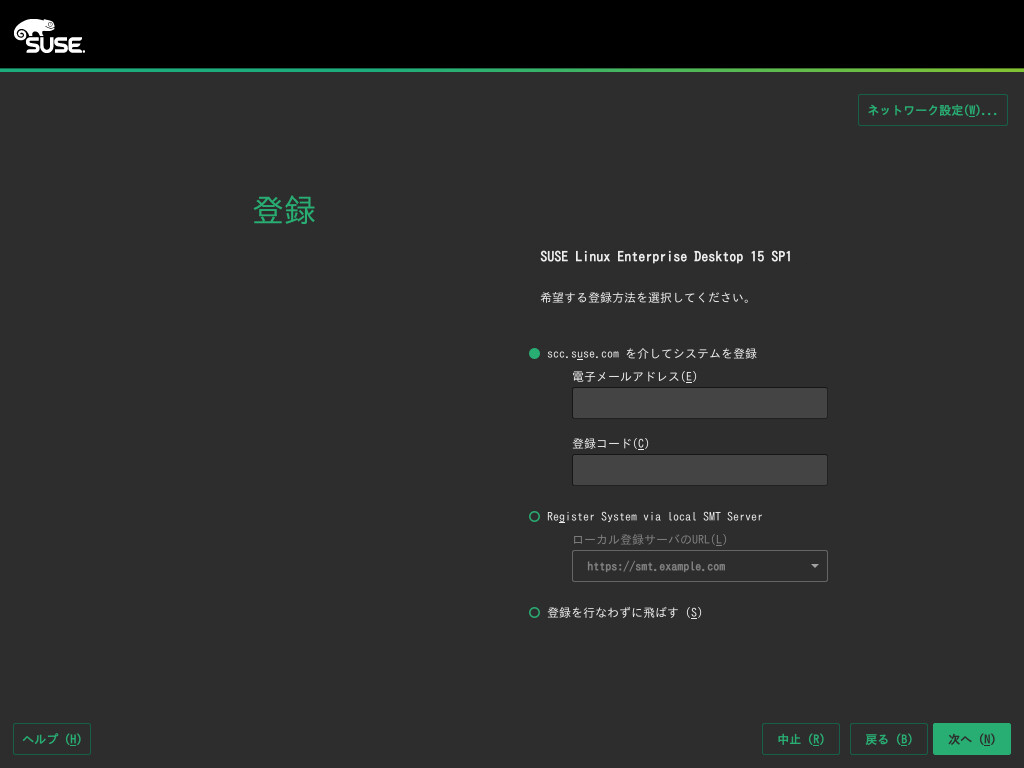 SUSE.
ネットワーク設定(W)...
登録
SUSE Linux Enterprise Desktop 15 SP1
希望する登録方法を選択してください。
scc.suse.com を介してシステムを登録
電子メールアドレス(E)
登録コード(C)
Register System via local SMT Server
ローカル登録サーバのURL(L)
https://smt.example.com
登録を行なわずに飛ばす (S)
ヘルプ (H)
中止 (R)
戻る (B)
次へ (N)